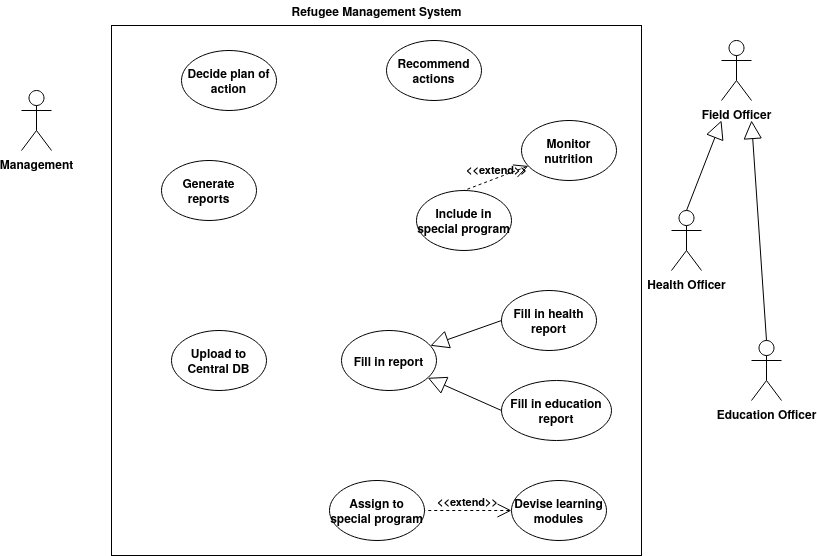 Refugee Management System
Decide plan of
action
Recommend
actions
Field Officer
Management
Monitor
nutrition
<<extend>>
Generate
reports
Include in
special program
Health Officer
Fill in health
report
Upload to
Central DB
Fill in report
Fill in education
report
Education Officer
Assign to
special program
<<extend>>
Devise learning
modules